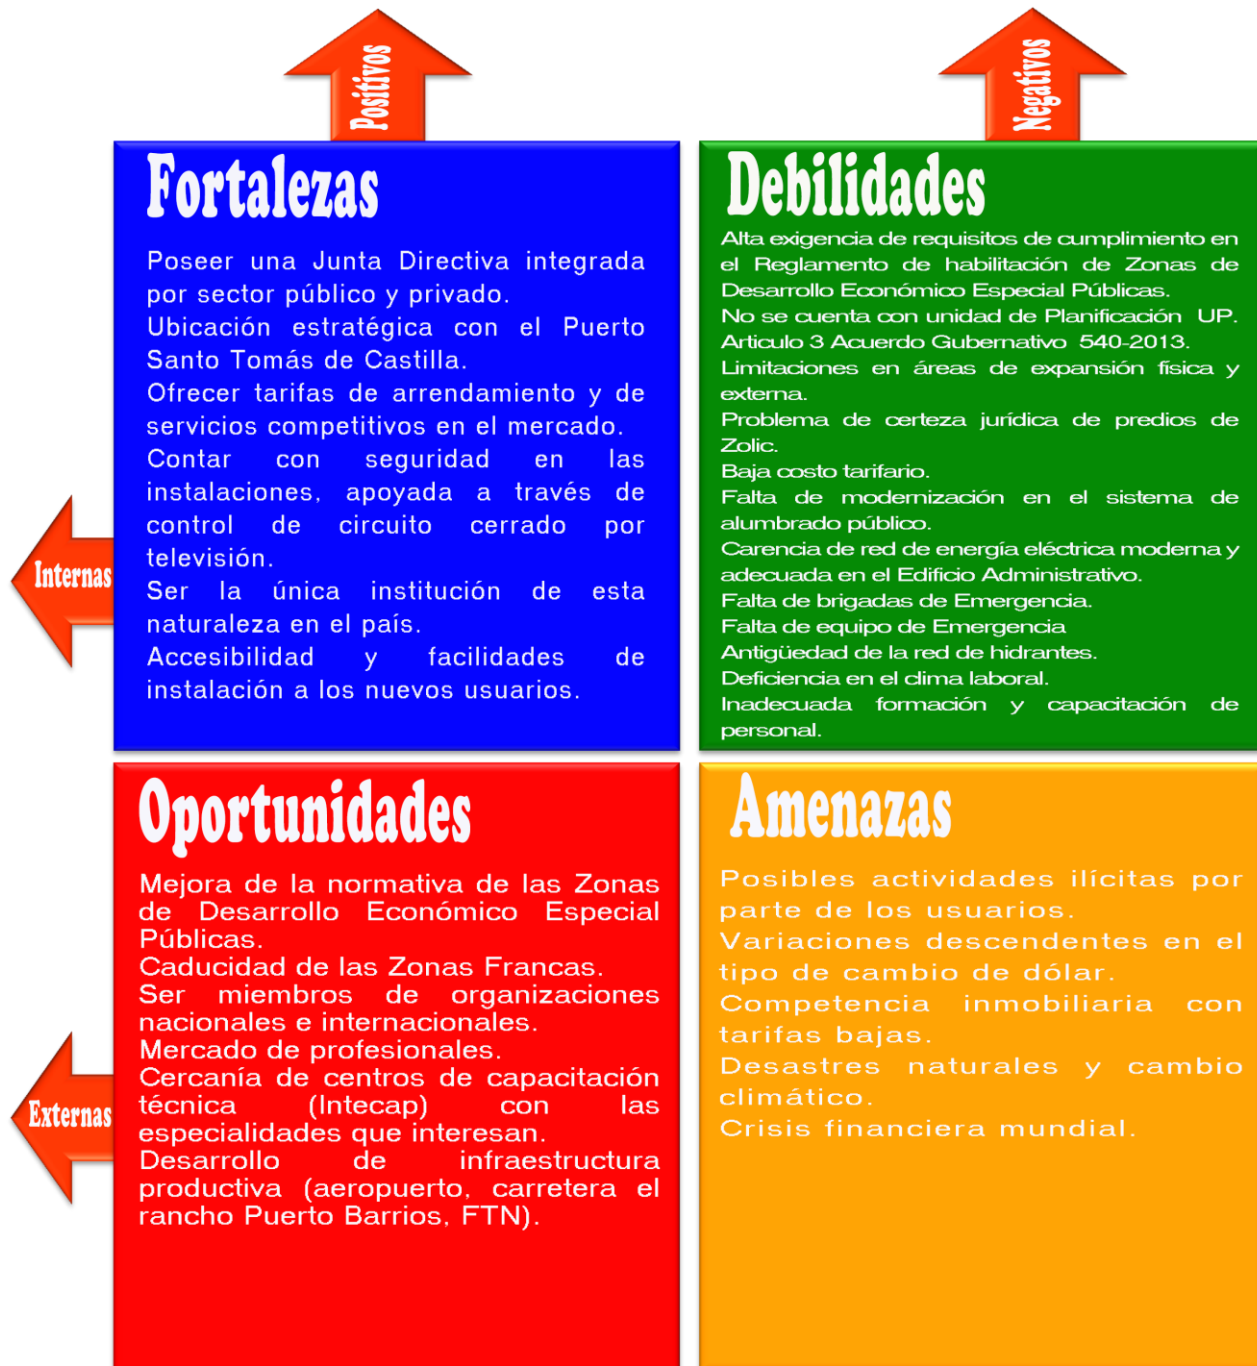 Positivos
Negativos
Fortalezas
Poseer una Junta Directiva integrada
por sector público y privado.
Ubicación estratégica con el Puerto
Santo Tomás de Castilla.
Ofrecer tarifas de arrendamiento y de
servicios competitivos en el mercado.
Contar con seguridad en las
instalaciones, apoyada a través de
control de circuito cerrado por
televisión.
Ser la única institución de esta
naturaleza en el país.
Accesibilidad y facilidades de
instalación a los nuevos usuarios.
Debilidades
Alta exigencia de requisitos de cumplimiento en
el Reglamento de habilitación de Zonas de
Desarrollo Económico Especial Públicas.
No se cuenta con unidad de Planificación UP.
Articulo 3 Acuerdo Gubernativo 540-2013.
Limitaciones en áreas de expansión física y
externa.
Problema de certeza jurídica de predios de
Zolic.
Baja costo tarifario.
Falta de modernización en el sistema de
alumbrado público.
Carencia de red de energía eléctrica moderna y
adecuada en el Edificio Administrativo.
Falta de brigadas de Emergencia.
Falta de equipo de Emergencia
Antigüedad de la red de hidrantes.
Deficiencia en el clima laboral.
Inadecuada formación y capacitación de
personal.
Internas
Oportunidades
Mejora de la normativa de las Zonas
de Desarrollo Económico Especial
Públicas.
Caducidad de las Zonas Francas.
Ser miembros de organizaciones
nacionales e internacionales.
Mercado de profesionales.
Cercanía de centros de capacitación
técnica (Intecap) con las
especialidades que interesan.
Desarrollo de infraestructura
productiva (aeropuerto, carretera el
rancho Puerto Barrios, FTN).
Amenazas
Posibles actividades ilícitas por
parte de los usuarios.
Variaciones descendentes en el
tipo de cambio de dólar.
Competencia inmobiliaria con
tarifas bajas.
Desastres naturales y cambio
climático.
Crisis financiera mundial.
Externas